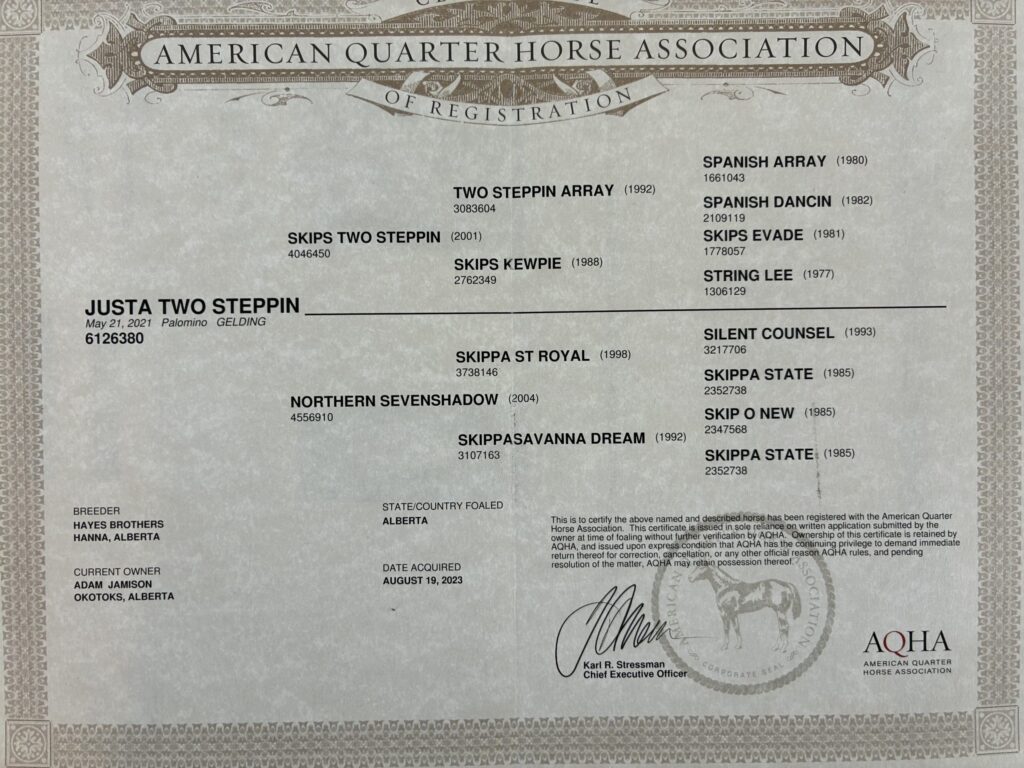 AMERICAN QUARTER HORSE ASSOCIATION
OF REGISTRATION
SPANISH ARRAY (1980)
1661043
TWO STEPPIN ARRAY (1992)
3083604
SPANISH DANCIN (1982)
2109119
SKIPS TWO STEPPIN (2001)
4046450
SKIPS EVADE (1981)
1778057
SKIPS KEWPIE (1988)
2762349
STRING LEE (1977)
1306129
JUSTA TWO STEPPIN
May 21, 2021 Palomino GELDING
6126380
SILENT COUNSEL (1993)
3217706
SKIPPA ST ROYAL (1998)
3738146
SKIPPA STATE (1985)
2352738
NORTHERN SEVENSHADOW (2004)
4556910
SKIP O NEW (1985)
2347568
SKIPPASAVANNA DREAM (1992)
3107163
SKIPPA STATE (1985)
2352738
BREEDER
HAYES BROTHERS
HANNA, ALBERTA
STATE/COUNTRY FOALED
ALBERTA
CURRENT OWNER
ADAM JAMISON
OKOTOKS, ALBERTA
DATE ACQUIRED
AUGUST 19, 2023
This is to certify the above named and described horse has been registered with the American Quarter
Horse Association. This certificate is issued in sole reliance on written application submitted by the
owner at time of foaling without further verification by AQHA. Ownership of this certificate is retained by
AQHA, and issued upon express condition that AQHA has the continuing privilege to demand immediate
return thereof for correction, cancellation, or any other official reason AQHA rules, and pending
resolution of the matter, AQHA may retain possession thereof.
Karl R. Stressman
Chief Executive Officer
AMERICAN ASSOCIATION
CORPORATE SEAL
AQHA
AMERICAN QUARTER
HORSE ASSOCIATION